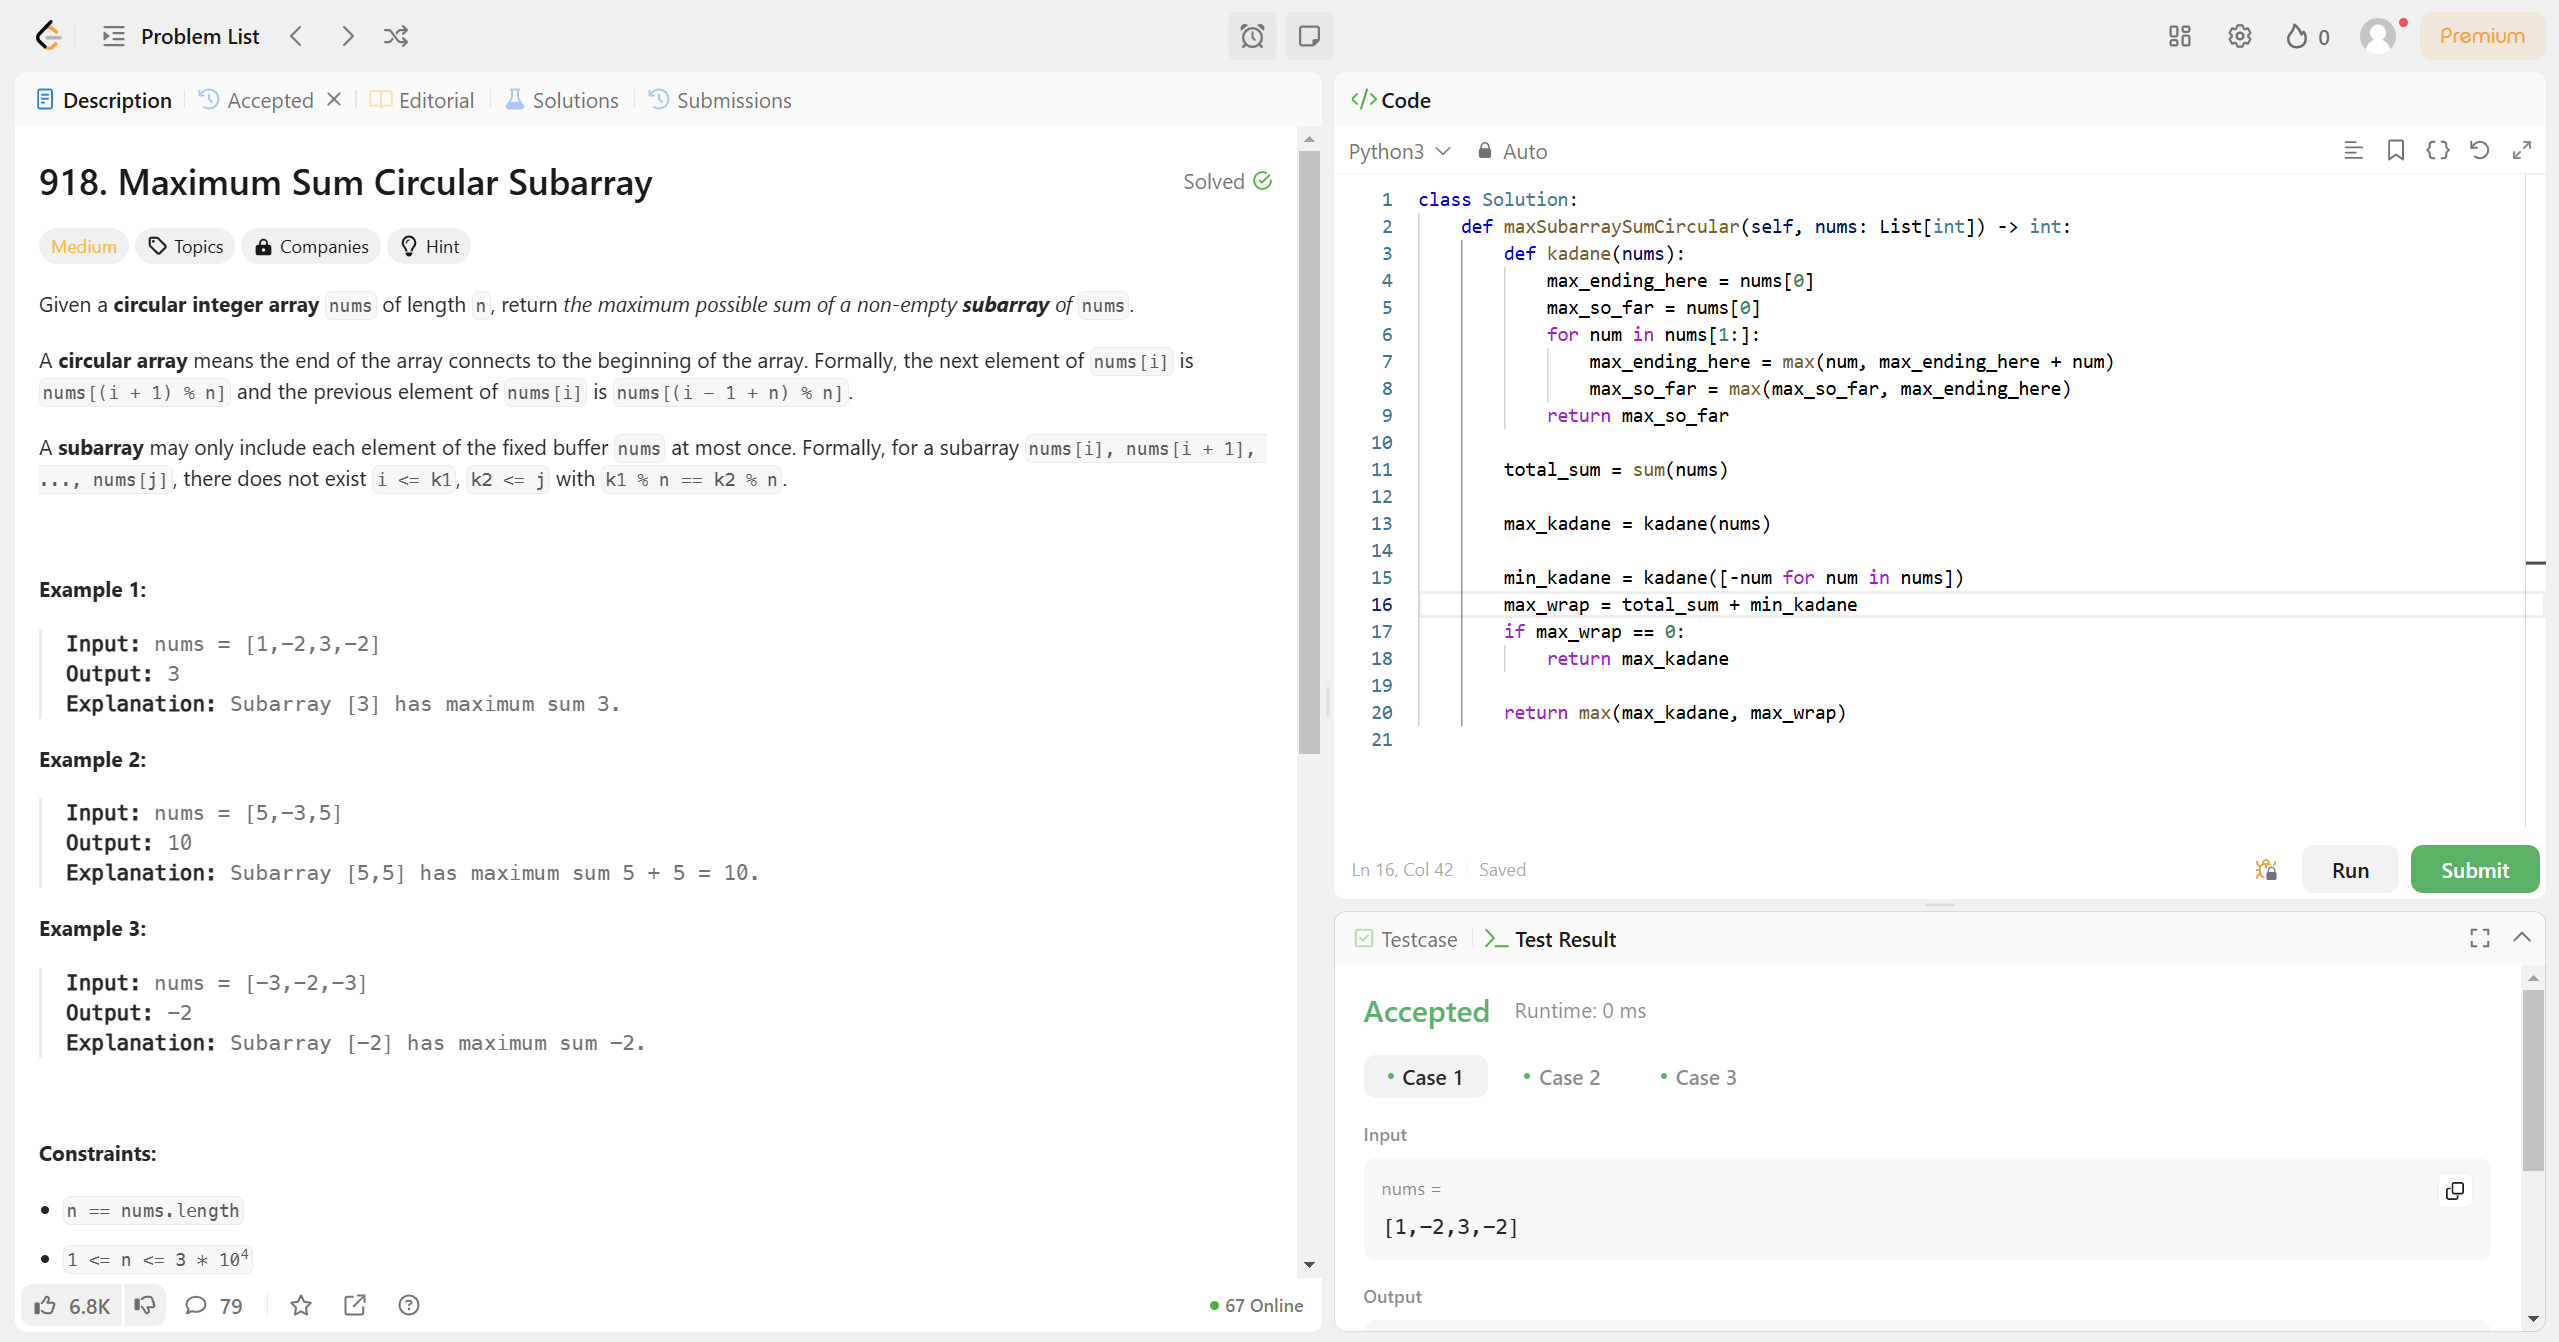 Problem List
0
Premium
Description
Accepted
Editorial
Solutions
Submissions
918. Maximum Sum Circular Subarray
Solved
Medium
Topics
Companies
Hint
Given a circular integer array nums of length n, return the maximum possible sum of a non-empty subarray of nums.
A circular array means the end of the array connects to the beginning of the array. Formally, the next element of nums[i] is
nums[(i + 1) % n] and the previous element of nums[i] is nums[(i - 1 + n) % n].
A subarray may only include each element of the fixed buffer nums at most once. Formally, for a subarray nums[i], nums[i + 1],
..., nums[j], there does not exist i <= k1, k2 <= j with k1 % n == k2 % n.
Example 1:
Input: nums = [1,-2,3,-2]
Output: 3
Explanation: Subarray [3] has maximum sum 3.
Example 2:
Input: nums = [5,-3,5]
Output: 10
Explanation: Subarray [5,5] has maximum sum 5 + 5 = 10.
Example 3:
Input: nums = [-3,-2,-3]
Output: -2
Explanation: Subarray [-2] has maximum sum -2.
Constraints:
n == nums.length
1 <= n <= 3 * 10⁴
6.8K
79
67 Online
</> Code
Python3
Auto
1 class Solution:
2     def maxSubarraySumCircular(self, nums: List[int]) -> int:
3         def kadane(nums):
4             max_ending_here = nums[0]
5             max_so_far = nums[0]
6             for num in nums[1:]:
7                 max_ending_here = max(num, max_ending_here + num)
8                 max_so_far = max(max_so_far, max_ending_here)
9             return max_so_far
10
11         total_sum = sum(nums)
12
13         max_kadane = kadane(nums)
14
15         min_kadane = kadane([-num for num in nums])
16         max_wrap = total_sum + min_kadane
17         if max_wrap == 0:
18             return max_kadane
19
20         return max(max_kadane, max_wrap)
21
Ln 16, Col 42
Saved
Run
Submit
Testcase
Test Result
Accepted
Runtime: 0 ms
Case 1
Case 2
Case 3
Input
nums =
[1,-2,3,-2]
Output